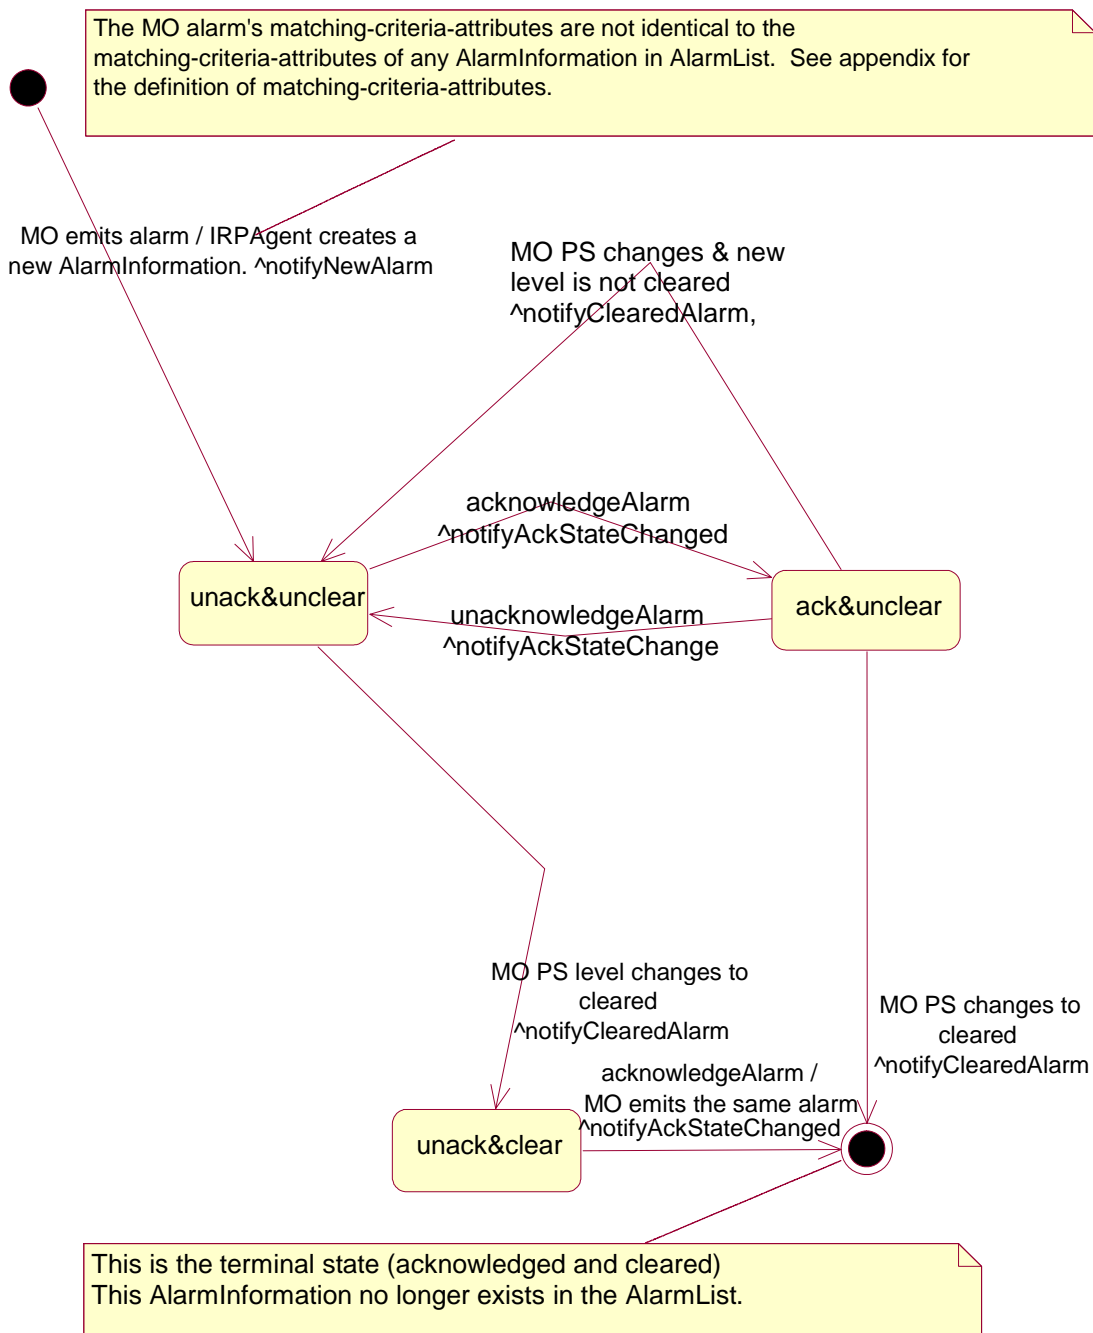 The MO alarm's matching-criteria-attributes are not identical to the
matching-criteria-attributes of any AlarmInformation in AlarmList.  See appendix for
the definition of matching-criteria-attributes.
MO emits alarm / IRPAgent creates a
new AlarmInformation. ^notifyNewAlarm
MO PS changes & new
level is not cleared
^notifyClearedAlarm,
acknowledgeAlarm
^notifyAckStateChanged
unack&unclear
ack&unclear
unacknowledgeAlarm
^notifyAckStateChange
MO PS level changes to
cleared
^notifyClearedAlarm
MO PS changes to
cleared
^notifyClearedAlarm
acknowledgeAlarm /
MO emits the same alarm
^notifyAckStateChanged
unack&clear
This is the terminal state (acknowledged and cleared)
This AlarmInformation no longer exists in the AlarmList.